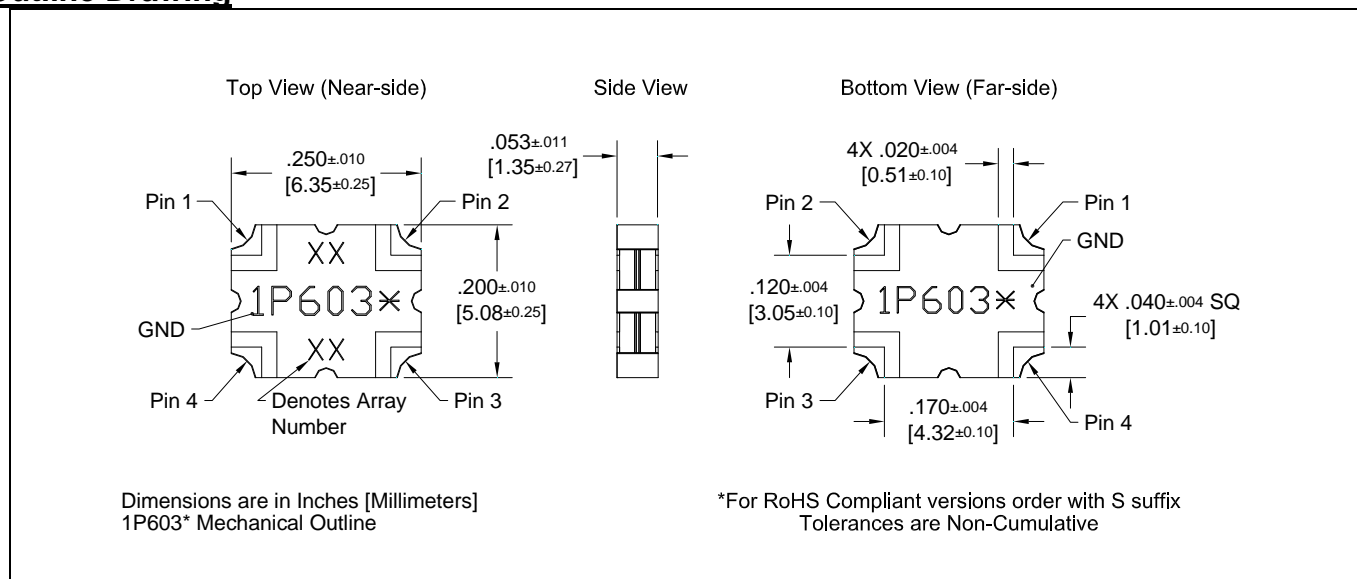 Outline Drawing
Top View (Near-side)
Side View
Bottom View (Far-side)
.250±.010
[6.35±0.25]
Pin 1
Pin 2
XX
1P603*
XX
GND
.200±.010
[5.08±0.25]
Pin 4
Denotes Array
Number
Pin 3
.053±.011
[1.35±0.27]
4X .020±.004
[0.51±0.10]
Pin 2
Pin 1
GND
.120±.004
[3.05±0.10]
1P603*
4X .040±.004 SQ
[1.01±0.10]
Pin 3
.170±.004
[4.32±0.10]
Pin 4
Dimensions are in Inches [Millimeters]
1P603* Mechanical Outline
*For RoHS Compliant versions order with S suffix
Tolerances are Non-Cumulative